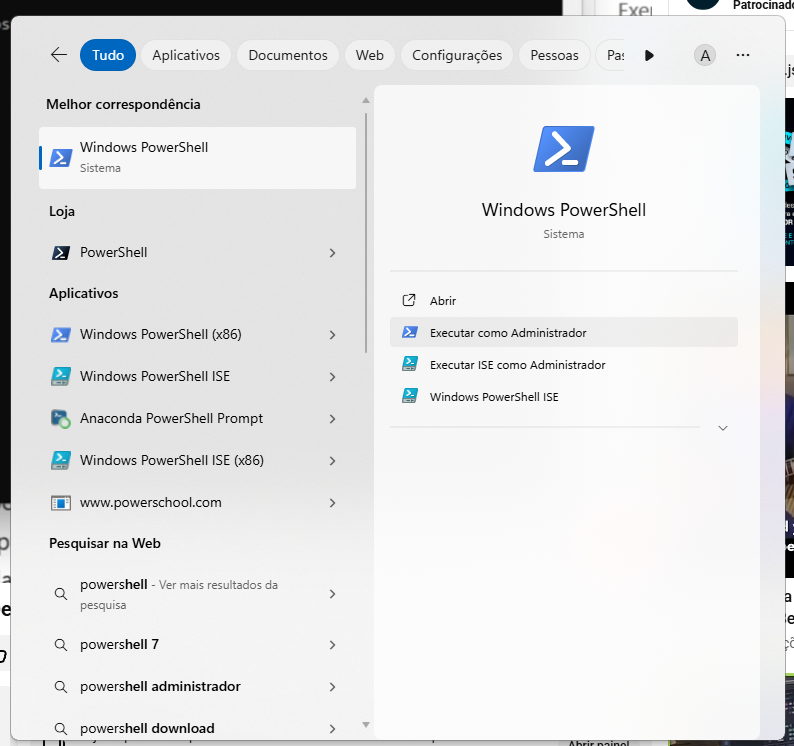 Patrocinado
Tudo
Aplicativos
Documentos
Web
Configurações
Pessoas
Pas
A
Melhor correspondência
Windows PowerShell
Sistema
Loja
PowerShell
Aplicativos
Windows PowerShell (x86)
Windows PowerShell ISE
Anaconda PowerShell Prompt
Windows PowerShell ISE (x86)
www.powerschool.com
Pesquisar na Web
powershell - Ver mais resultados da
pesquisa
powershell 7
powershell administrador
powershell download
Windows PowerShell
Sistema
Abrir
Executar como Administrador
Executar ISE como Administrador
Windows PowerShell ISE
Abrir painel